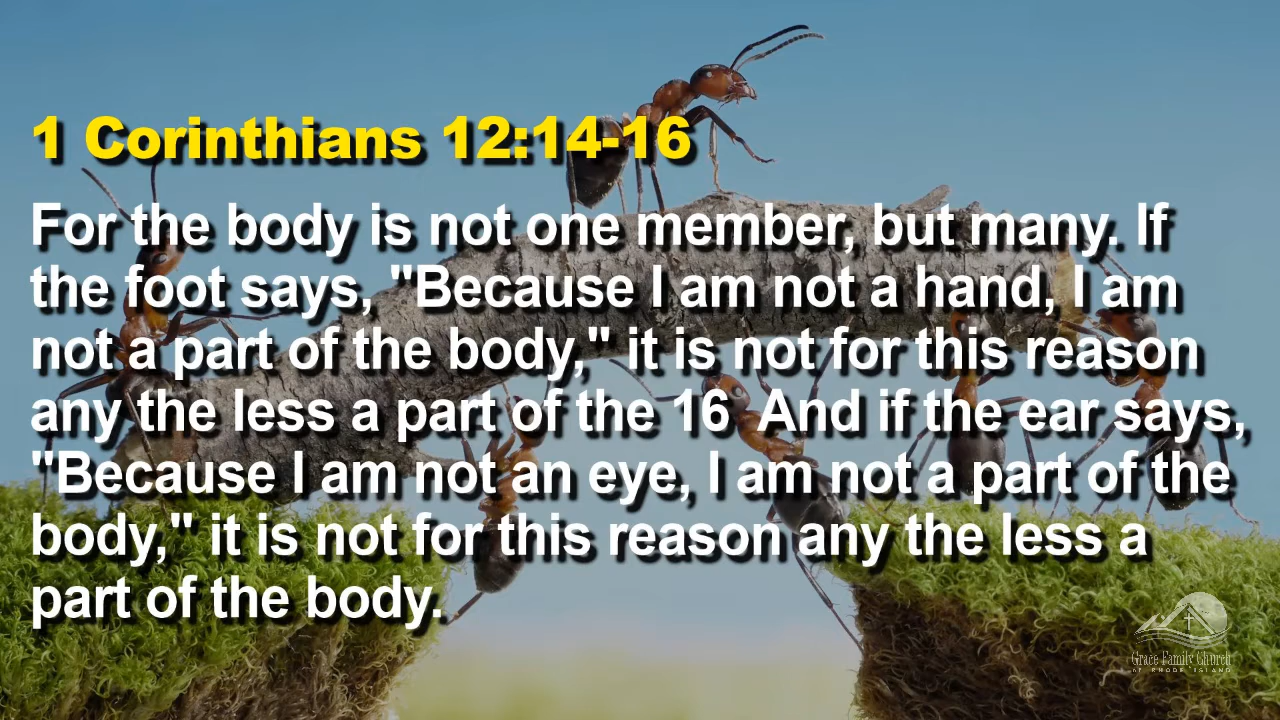 1 Corinthians 12:14-16
For the body is not one member, but many. If
the foot says, "Because I am not a hand, I am
not a part of the body," it is not for this reason
any the less a part of the 16  And if the ear says,
"Because I am not an eye, I am not a part of the
body," it is not for this reason any the less a
part of the body.
Grace Family Church
OF RHODE ISLAND